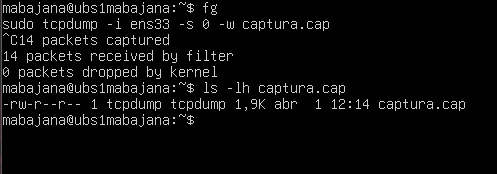 mabajana@ubs1mabajana:~$ fg
sudo tcpdump -i ens33 -s 0 -w captura.cap
^C14 packets captured
14 packets received by filter
0 packets dropped by kernel
mabajana@ubs1mabajana:~$ ls -lh captura.cap
-rw-r--r-- 1 tcpdump tcpdump 1,9K abr  1 12:14 captura.cap
mabajana@ubs1mabajana:~$